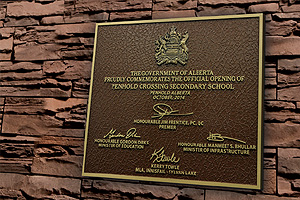 THE GOVERNMENT OF ALBERTA
PROUDLY COMMEMORATES THE OFFICIAL OPENING OF
PENHOLD CROSSING SECONDARY SCHOOL
PENHOLD ALBERTA
OCTOBER, 2014
HONOURABLE JIM PRENTICE, PC, QC
PREMIER
HONOURABLE GORDON DIRKS
MINISTER OF EDUCATION
HONOURABLE MANMEET S. BHULLAR
MINISTER OF INFRASTRUCTURE
KERRY TOWLE
MLA, INNISFAIL - SYLVAN LAKE